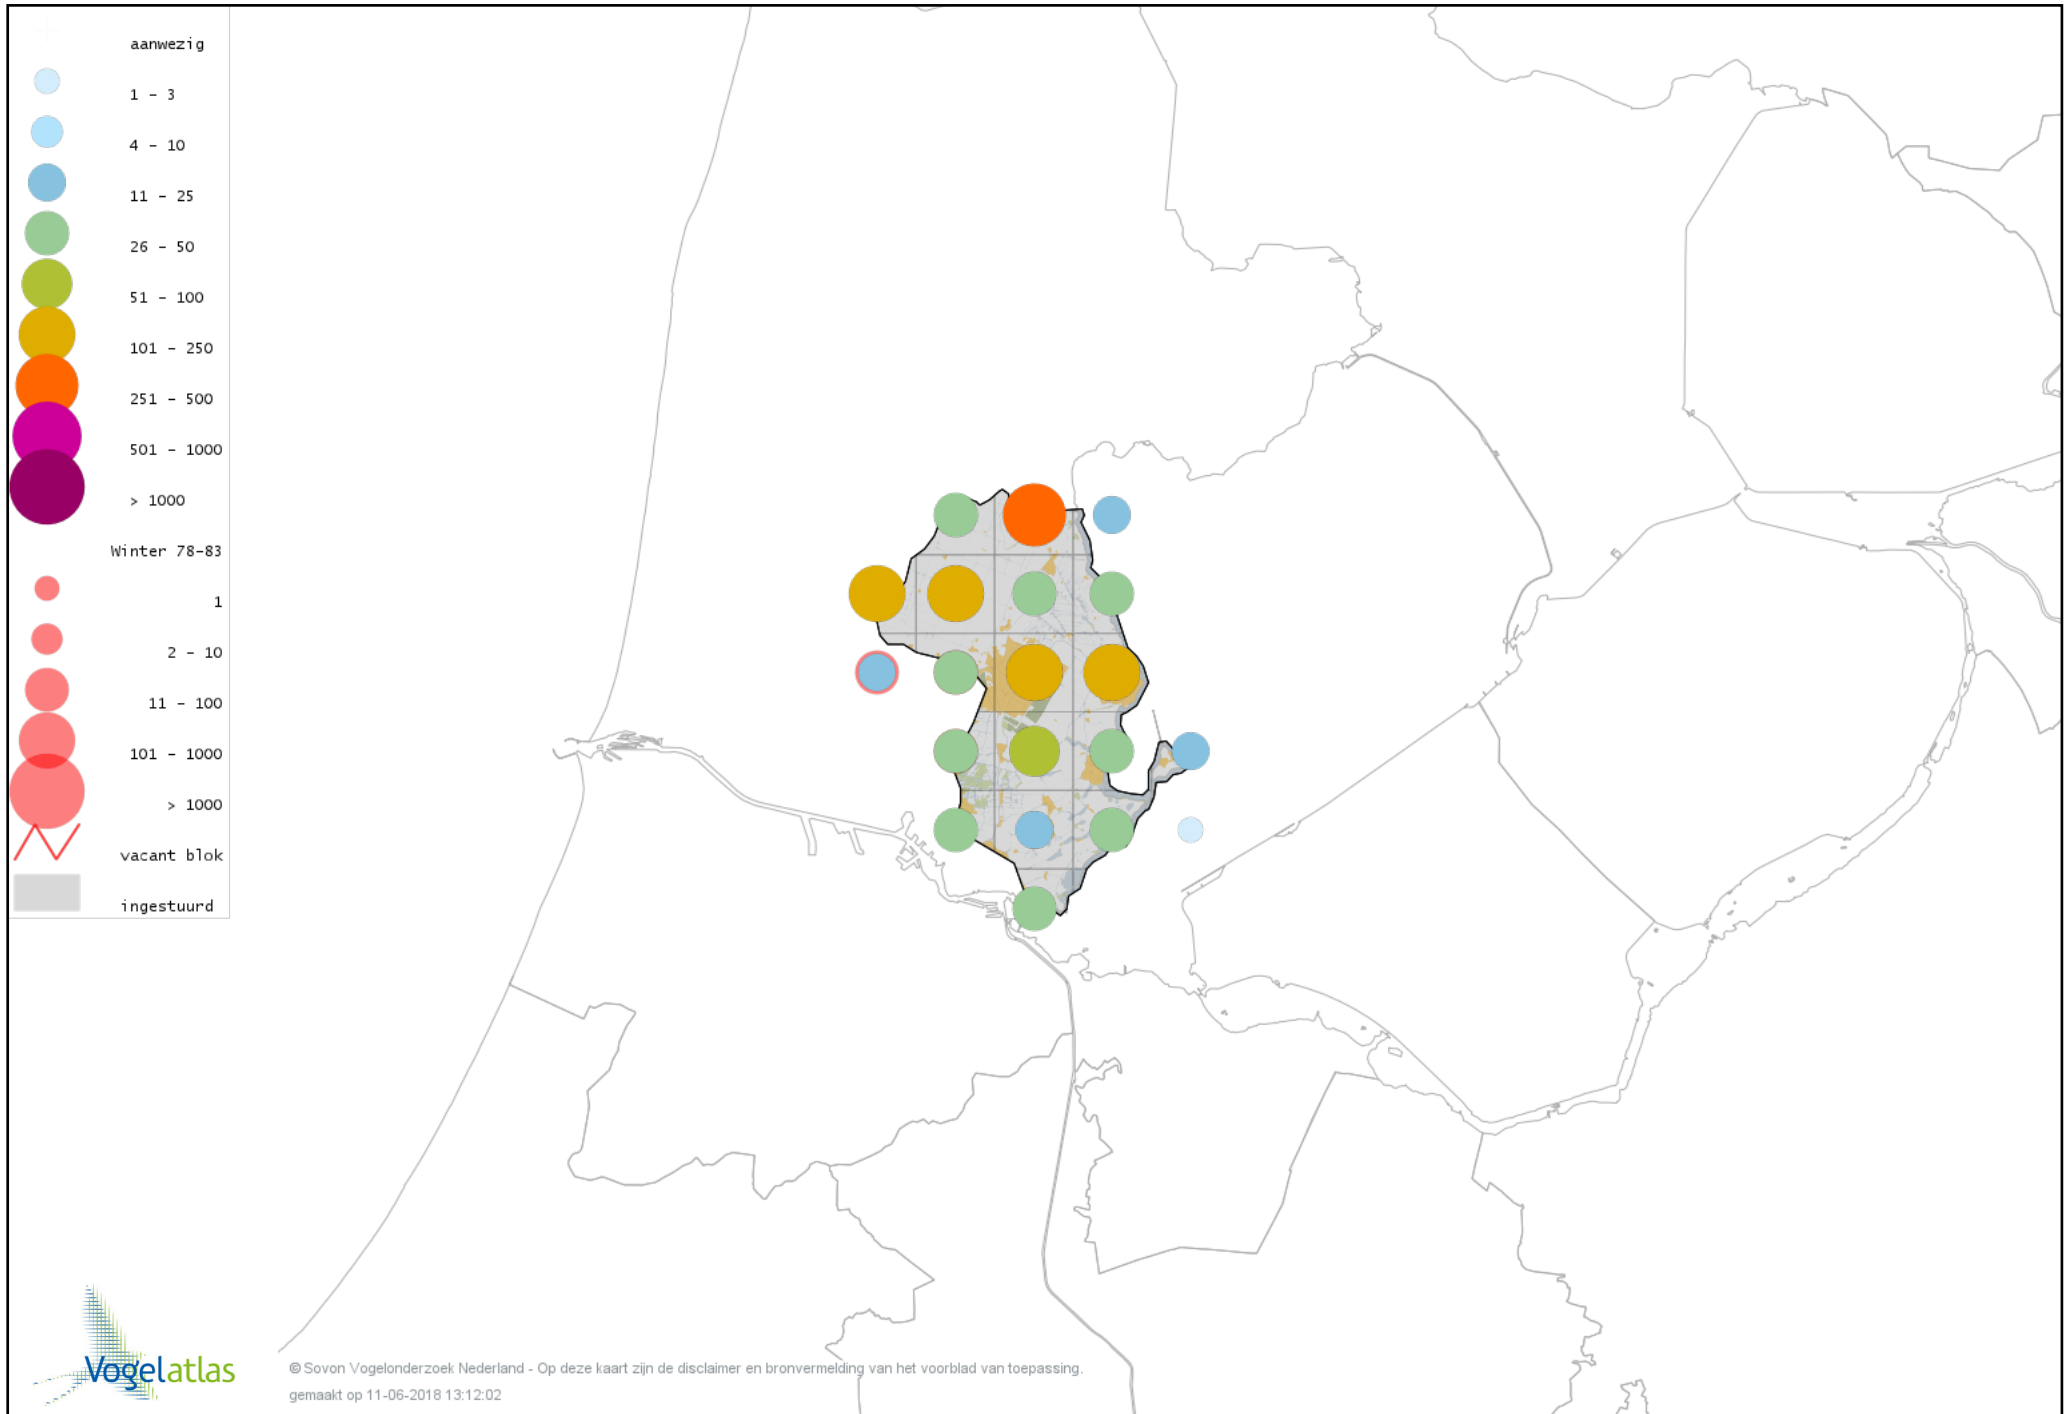 aanwezig
1 - 3
4 - 10
11 - 25
26 - 50
51 - 100
101 - 250
251 - 500
501 - 1000
> 1000
Winter 78-83
1
2 - 10
11 - 100
101 - 1000
> 1000
vacant blok
ingestuurd
Vogelatlas
© Sovon Vogelonderzoek Nederland - Op deze kaart zijn de disclaimer en bronvermelding van het voorblad van toepassing.
gemaakt op 11-06-2018 13:12:02